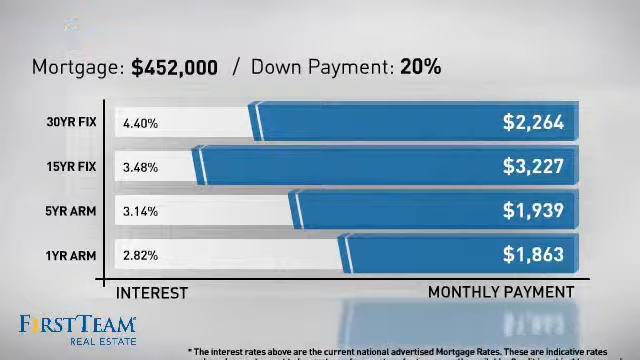 Mortgage: $452,000 / Down Payment: 20%
30YR FIX 4.40% $2,264
15YR FIX 3.48% $3,227
5YR ARM 3.14% $1,939
1YR ARM 2.82% $1,863
INTEREST MONTHLY PAYMENT
FIRSTTEAM®
REAL ESTATE
* The interest rates above are the current national advertised Mortgage Rates. These are indicative rates